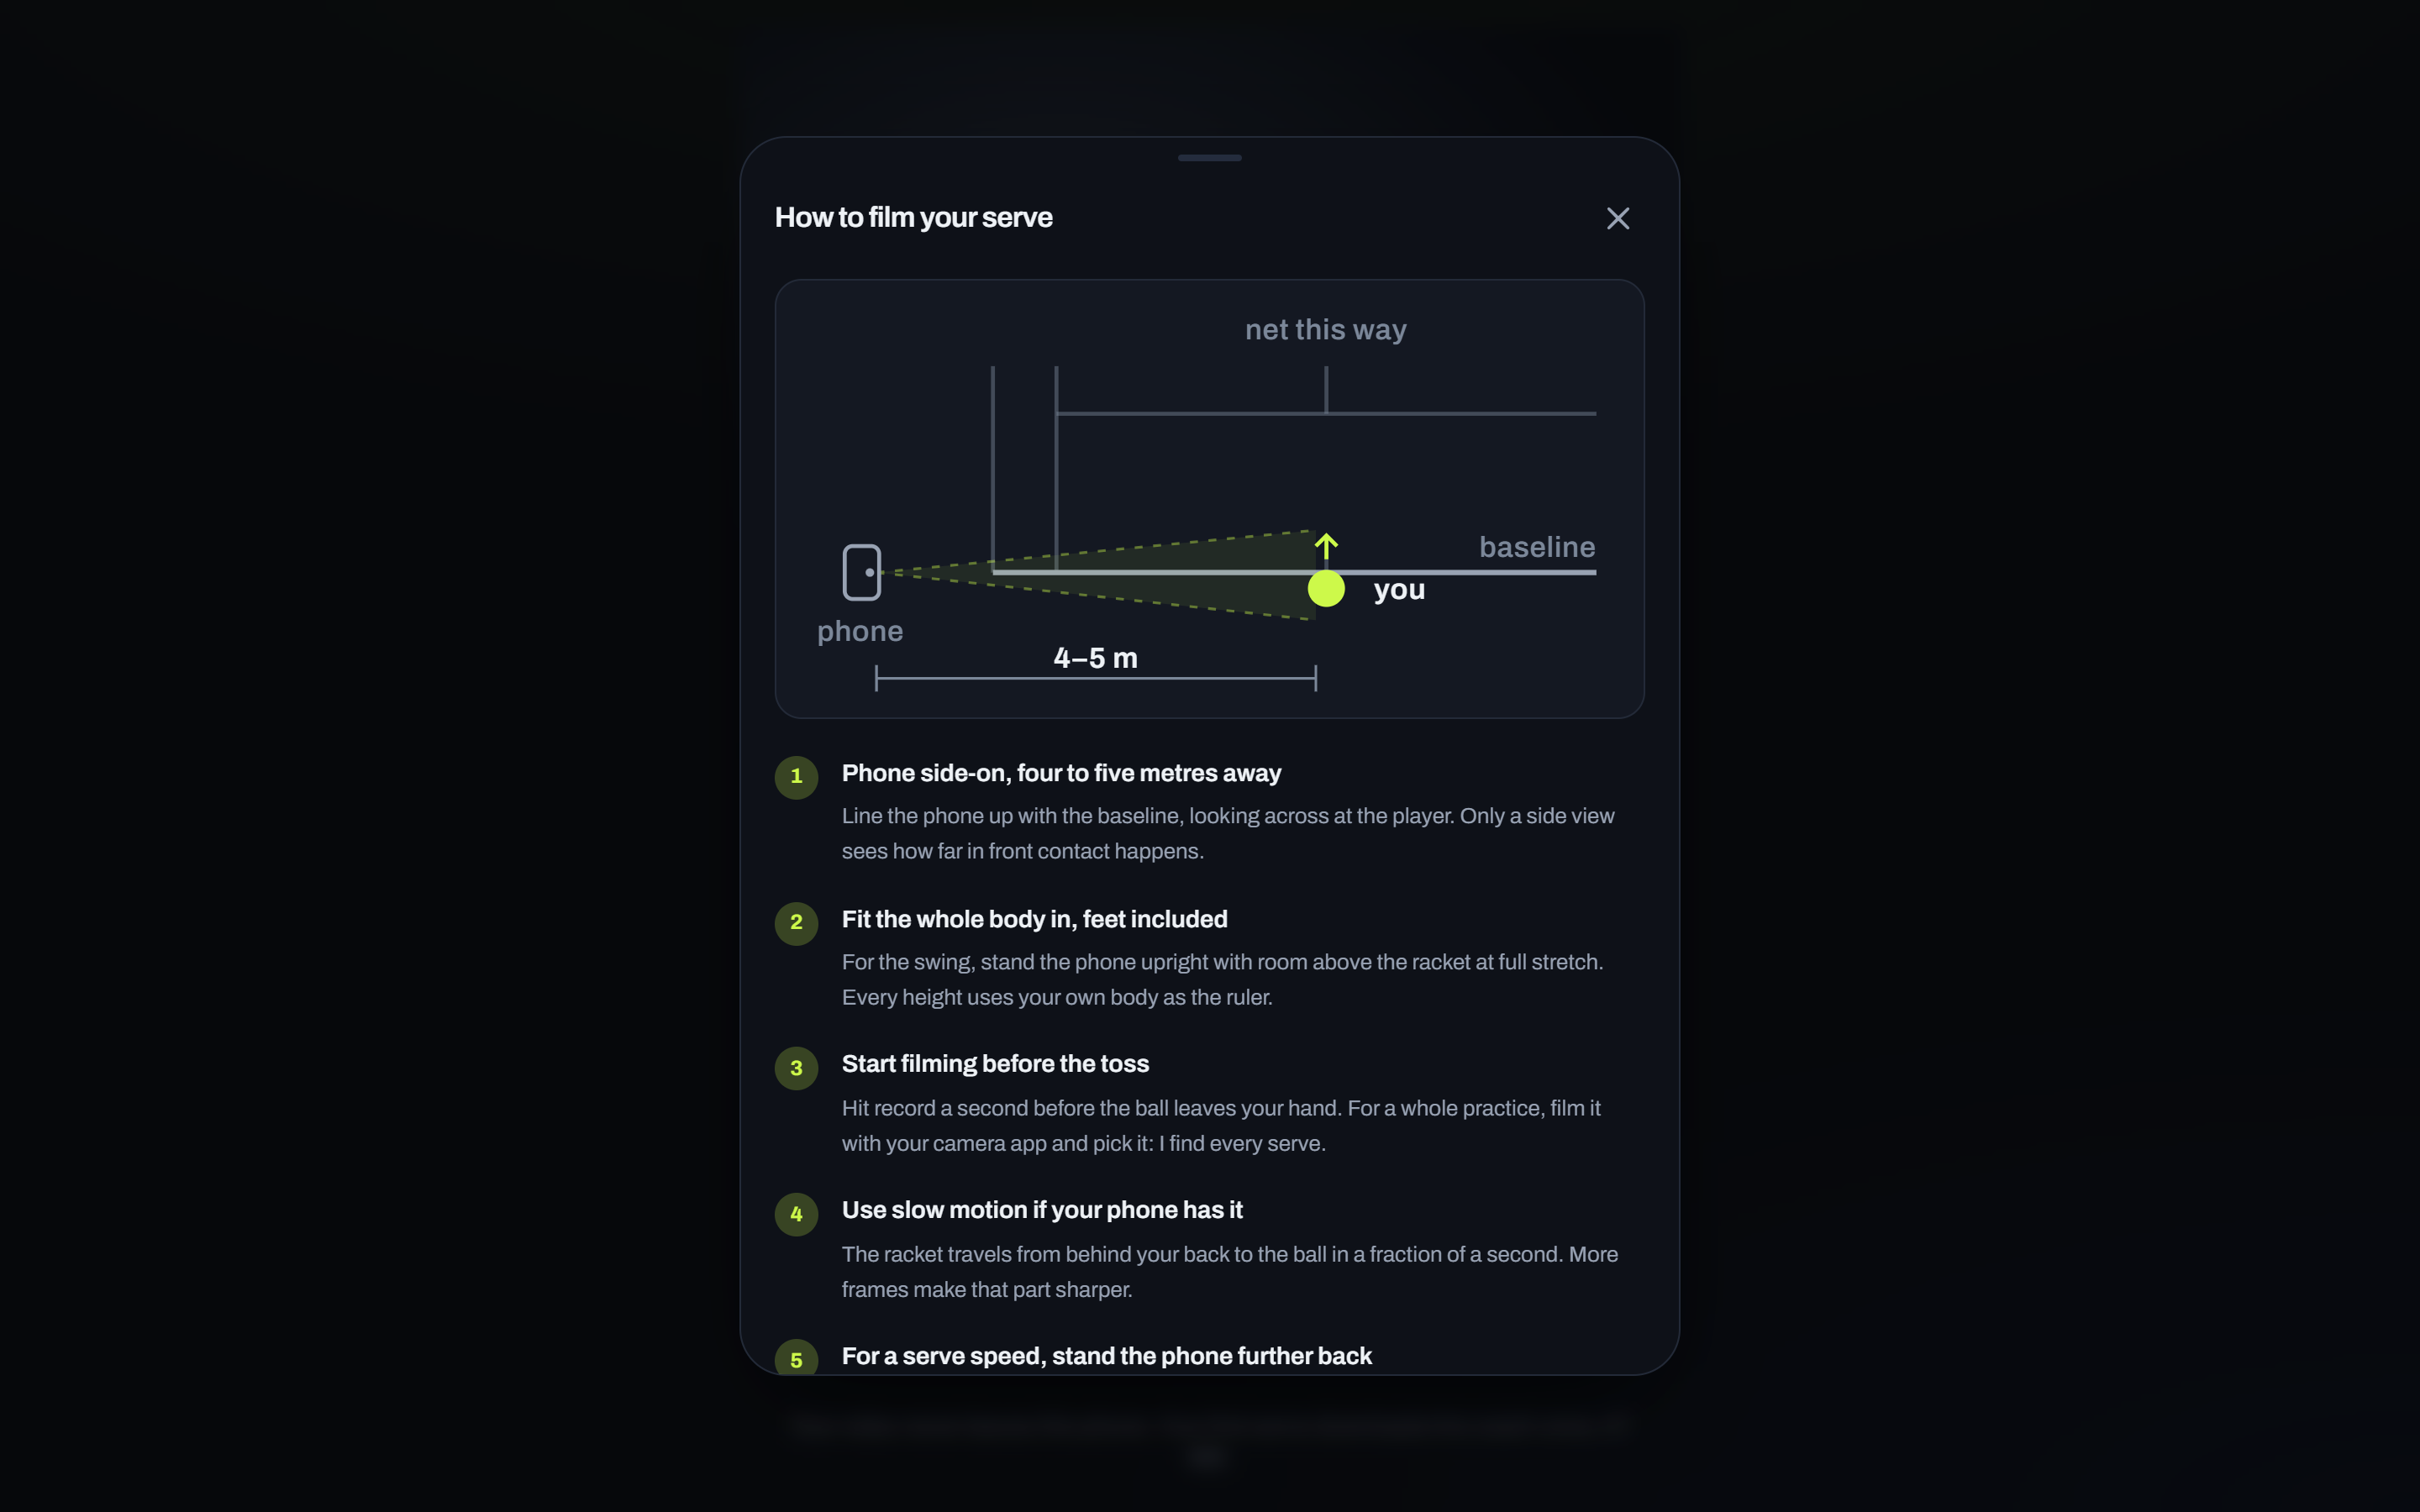 How to film your serve
net this way
baseline
you
phone
4–5 m
1
Phone side-on, four to five metres away
Line the phone up with the baseline, looking across at the player. Only a side view
sees how far in front contact happens.
2
Fit the whole body in, feet included
For the swing, stand the phone upright with room above the racket at full stretch.
Every height uses your own body as the ruler.
3
Start filming before the toss
Hit record a second before the ball leaves your hand. For a whole practice, film it
with your camera app and pick it: I find every serve.
4
Use slow motion if your phone has it
The racket travels from behind your back to the ball in a fraction of a second. More
frames make that part sharper.
5
For a serve speed, stand the phone further back